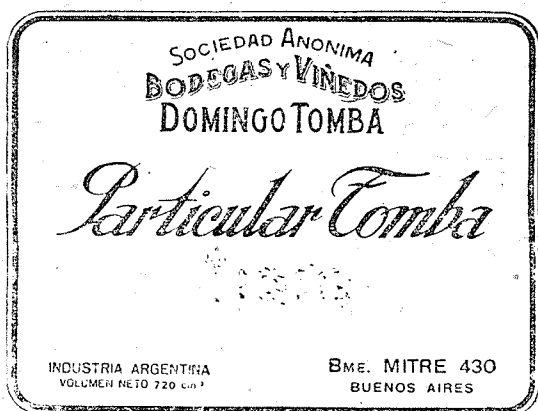 SOCIEDAD ANONIMA
BODEGAS Y VIÑEDOS
DOMINGO TOMBA
Particular Tomba
INDUSTRIA ARGENTINA
VOLUMEN NETO 720 cm³
BME. MITRE 430
BUENOS AIRES